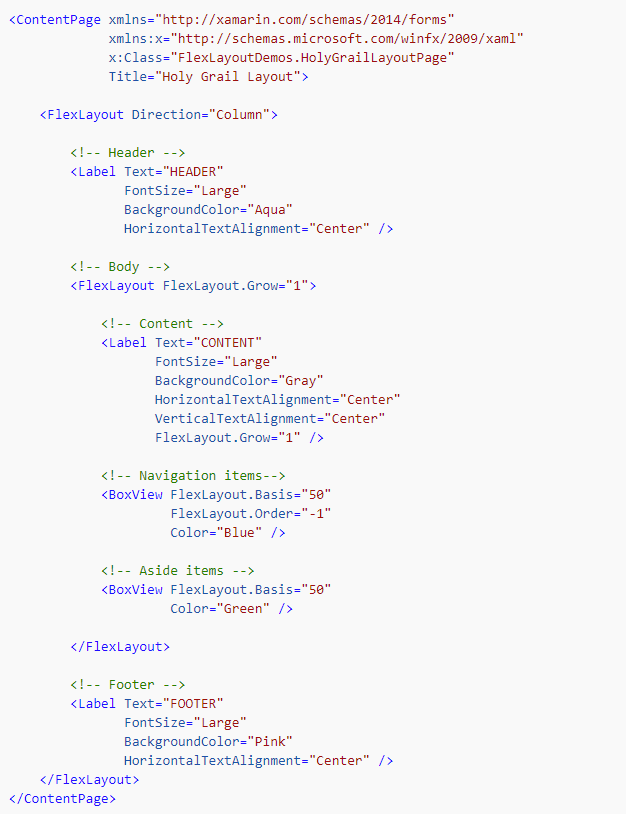 <ContentPage xmlns="http://xamarin.com/schemas/2014/forms"
             xmlns:x="http://schemas.microsoft.com/winfx/2009/xaml"
             x:Class="FlexLayoutDemos.HolyGrailLayoutPage"
             Title="Holy Grail Layout">
    <FlexLayout Direction="Column">
        <!-- Header -->
        <Label Text="HEADER"
               FontSize="Large"
               BackgroundColor="Aqua"
               HorizontalTextAlignment="Center" />
        <!-- Body -->
        <FlexLayout FlexLayout.Grow="1">
            <!-- Content -->
            <Label Text="CONTENT"
                   FontSize="Large"
                   BackgroundColor="Gray"
                   HorizontalTextAlignment="Center"
                   VerticalTextAlignment="Center"
                   FlexLayout.Grow="1" />
            <!-- Navigation items-->
            <BoxView FlexLayout.Basis="50"
                     FlexLayout.Order="-1"
                     Color="Blue" />
            <!-- Aside items -->
            <BoxView FlexLayout.Basis="50"
                     Color="Green" />
        </FlexLayout>
        <!-- Footer -->
        <Label Text="FOOTER"
               FontSize="Large"
               BackgroundColor="Pink"
               HorizontalTextAlignment="Center" />
    </FlexLayout>
</ContentPage>